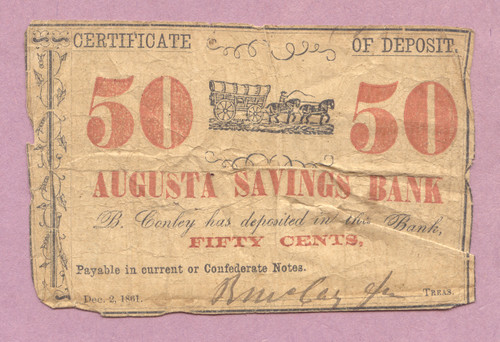 CERTIFICATE OF DEPOSIT.
50 50
AUGUSTA SAVINGS BANK
B. Conley has deposited in this Bank,
FIFTY CENTS,
Payable in current or Confederate Notes.
Dec. 2, 1861. TREAS.